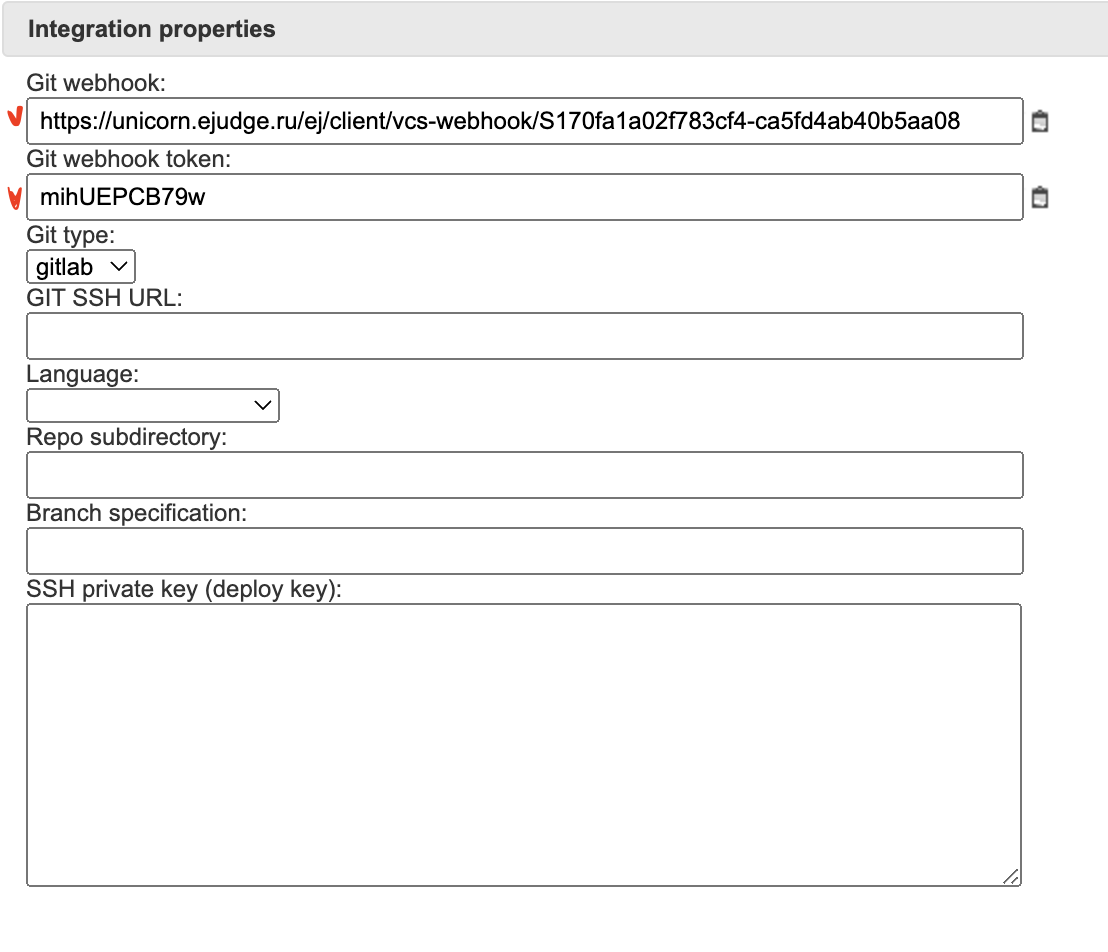 Integration properties
Git webhook:
https://unicorn.ejudge.ru/ej/client/vcs-webhook/S170fa1a02f783cf4-ca5fd4ab40b5aa08
Git webhook token:
mihUEPCB79w
Git type:
gitlab
GIT SSH URL:
Language:
Repo subdirectory:
Branch specification:
SSH private key (deploy key):